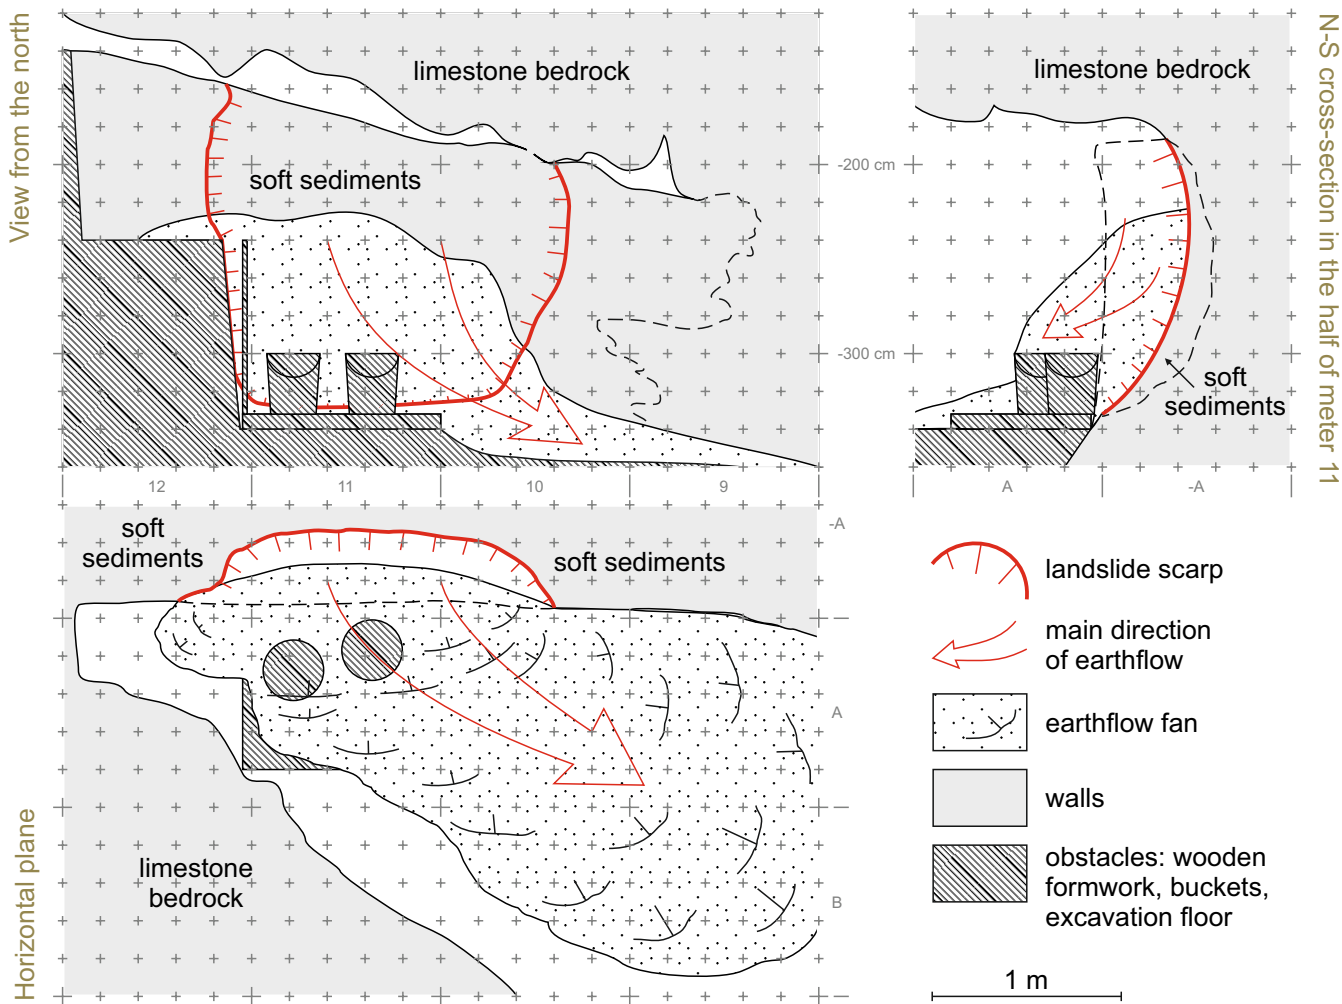 View from the north
limestone bedrock
soft sediments
-200 cm
-300 cm
12
11
10
9
N-S cross-section in the half of meter 11
limestone bedrock
soft
sediments
A
-A
Horizontal plane
soft
sediments
soft sediments
limestone
bedrock
-A
A
B
landslide scarp
main direction
of earthflow
earthflow fan
walls
obstacles: wooden
formwork, buckets,
excavation floor
1 m